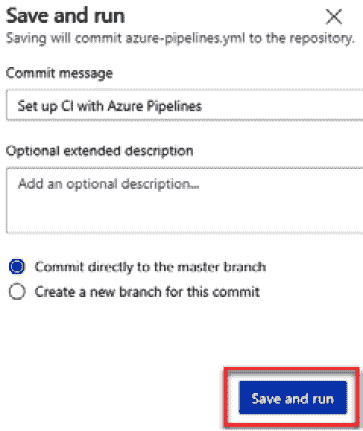 Save and run
Saving will commit azure-pipelines.yml to the repository.
Commit message
Set up CI with Azure Pipelines
Optional extended description
Add an optional description...
Commit directly to the master branch
Create a new branch for this commit
Save and run